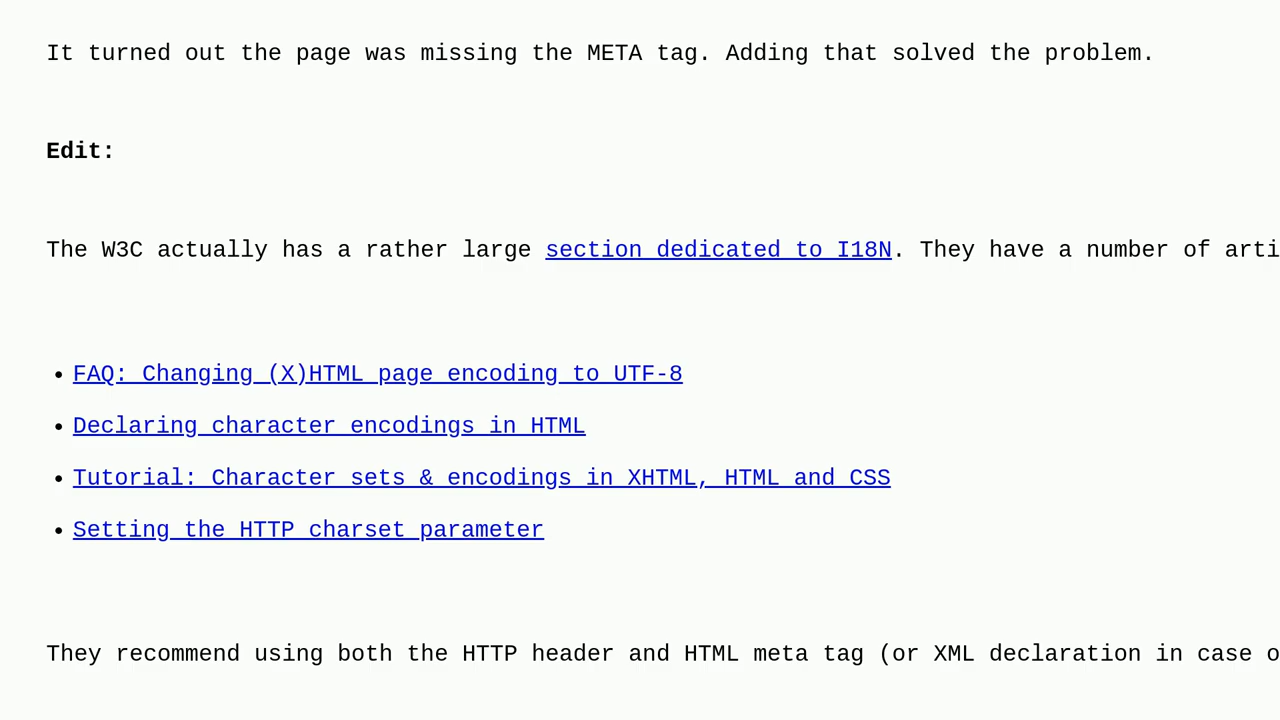 It turned out the page was missing the META tag. Adding that solved the problem.
Edit:
The W3C actually has a rather large section dedicated to I18N. They have a number of arti
• FAQ: Changing (X)HTML page encoding to UTF-8
• Declaring character encodings in HTML
• Tutorial: Character sets & encodings in XHTML, HTML and CSS
• Setting the HTTP charset parameter
They recommend using both the HTTP header and HTML meta tag (or XML declaration in case o